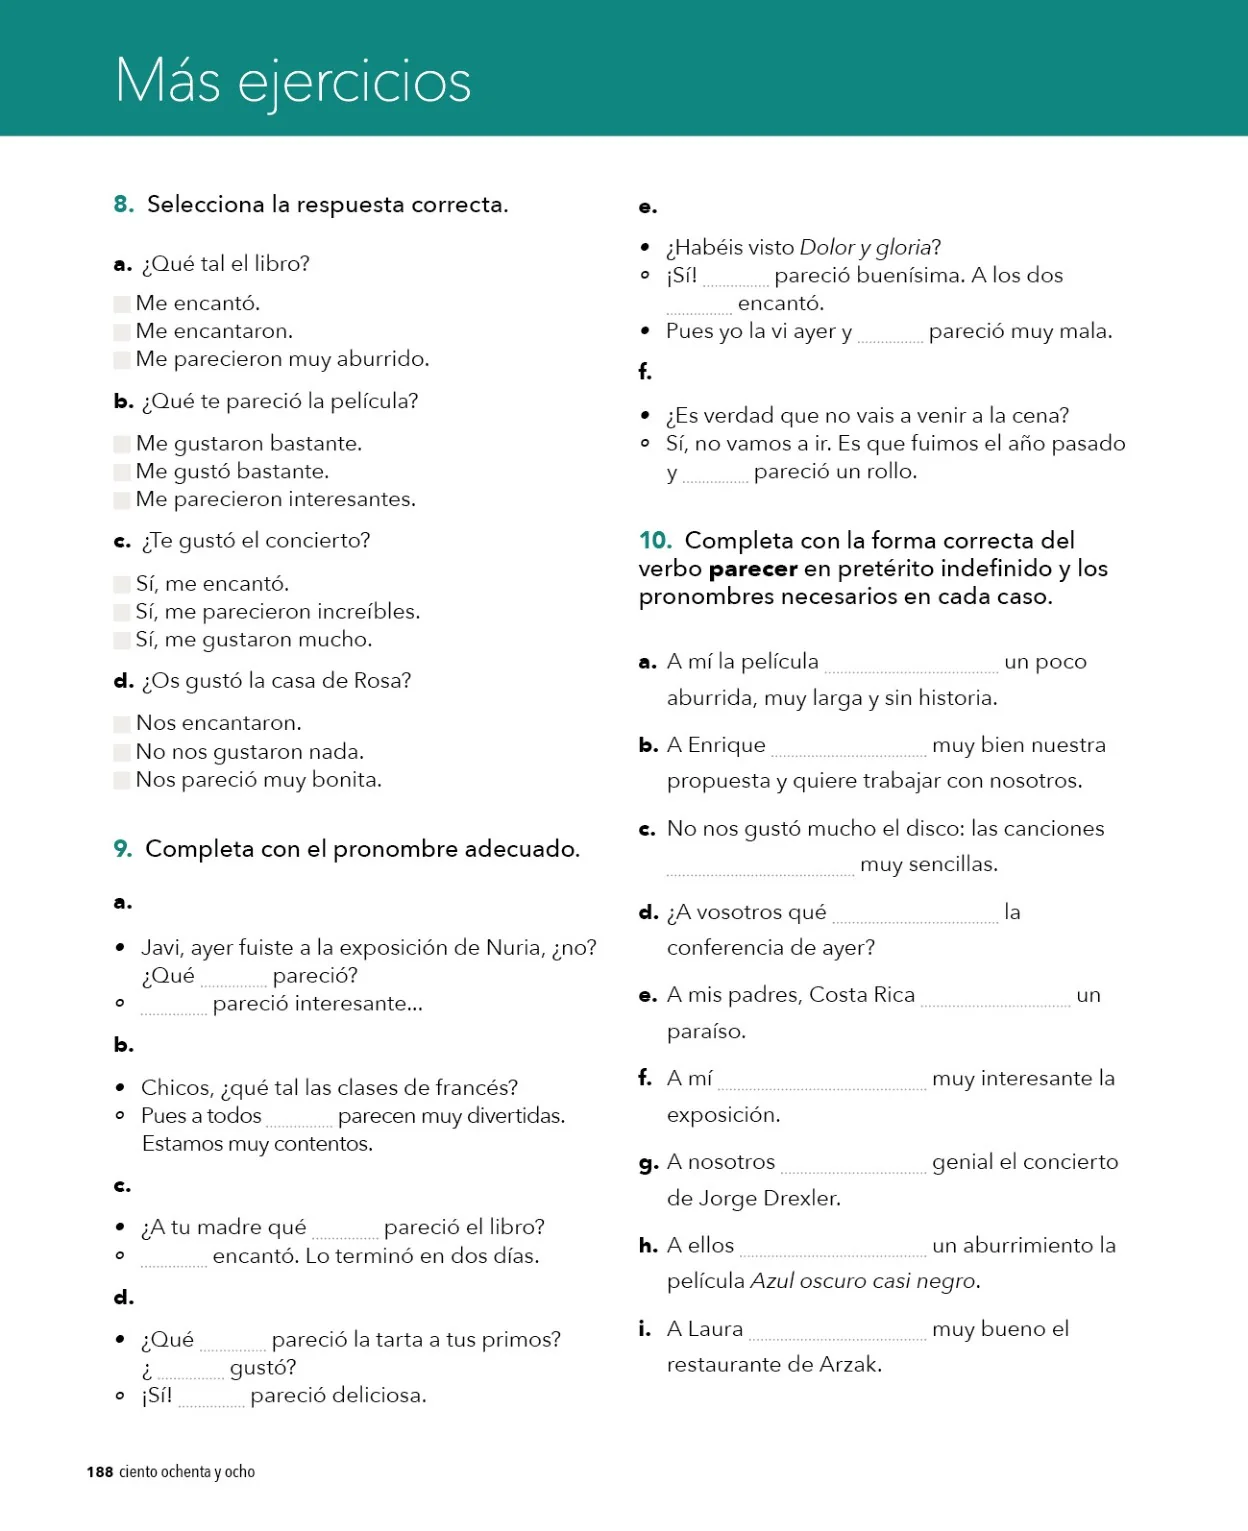 Más ejercicios
8. Selecciona la respuesta correcta.
a. ¿Qué tal el libro?
Me encantó.
Me encantaron.
Me parecieron muy aburrido.
b. ¿Qué te pareció la película?
Me gustaron bastante.
Me gustó bastante.
Me parecieron interesantes.
c. ¿Te gustó el concierto?
Sí, me encantó.
Sí, me parecieron increíbles.
Sí, me gustaron mucho.
d. ¿Os gustó la casa de Rosa?
Nos encantaron.
No nos gustaron nada.
Nos pareció muy bonita.
9. Completa con el pronombre adecuado.
a.
• Javi, ayer fuiste a la exposición de Nuria, ¿no?
¿Qué ............ pareció?
○ ............ pareció interesante...
b.
• Chicos, ¿qué tal las clases de francés?
○ Pues a todos ............ parecen muy divertidas.
Estamos muy contentos.
c.
• ¿A tu madre qué ............ pareció el libro?
○ ............ encantó. Lo terminó en dos días.
d.
• ¿Qué ............ pareció la tarta a tus primos?
¿ ............ gustó?
○ ¡Sí! ............ pareció deliciosa.
e.
• ¿Habéis visto Dolor y gloria?
○ ¡Sí! ............ pareció buenísima. A los dos
............ encantó.
• Pues yo la vi ayer y ............ pareció muy mala.
f.
• ¿Es verdad que no vais a venir a la cena?
○ Sí, no vamos a ir. Es que fuimos el año pasado
y ............ pareció un rollo.
10. Completa con la forma correcta del
verbo parecer en pretérito indefinido y los
pronombres necesarios en cada caso.
a. A mí la película ............ un poco
aburrida, muy larga y sin historia.
b. A Enrique ............ muy bien nuestra
propuesta y quiere trabajar con nosotros.
c. No nos gustó mucho el disco: las canciones
............ muy sencillas.
d. ¿A vosotros qué ............ la
conferencia de ayer?
e. A mis padres, Costa Rica ............ un
paraíso.
f. A mí ............ muy interesante la
exposición.
g. A nosotros ............ genial el concierto
de Jorge Drexler.
h. A ellos ............ un aburrimiento la
película Azul oscuro casi negro.
i. A Laura ............ muy bueno el
restaurante de Arzak.
188 ciento ochenta y ocho